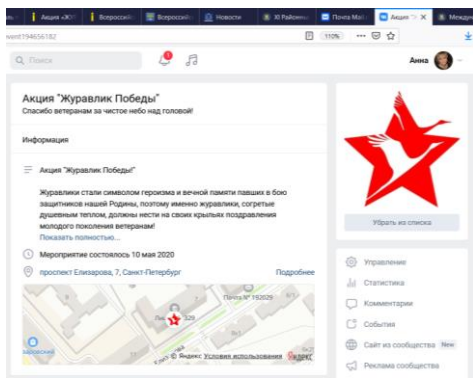 Акция «Ж
Всероссий
Всероссий
Новости
XI Районны
Почта Mail
Акция "Ж
Междун
vent194656182
110%
Поиск
Анна
Акция "Журавлик Победы"
Спасибо ветеранам за чистое небо над головой!
Информация
Акция "Журавлик Победы!"
Журавлики стали символом героизма и вечной памяти павших в бою
защитников нашей Родины, поэтому именно журавлики, согретые
душевным теплом, должны нести на своих крыльях поздравления
молодого поколения ветеранам!
Показать полностью...
Мероприятие состоялось 10 мая 2020
проспект Елизарова, 7, Санкт-Петербург
Подробнее
Почта № 192029
329
© Яндекс Условия использования
Яндекс
Убрать из списка
Управление
Статистика
Комментарии
События
Сайт из сообщества New
Реклама сообщества